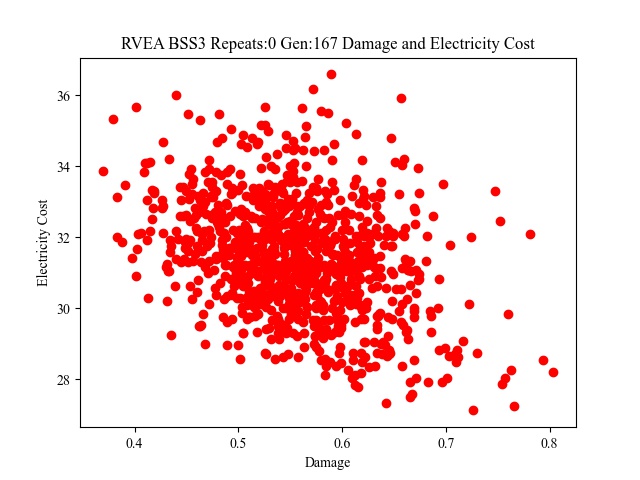 RVEA BSS3 Repeats:0 Gen:167 Damage and Electricity Cost
36
34
32
30
28
Electricity Cost
0.4 0.5 0.6 0.7 0.8
Damage